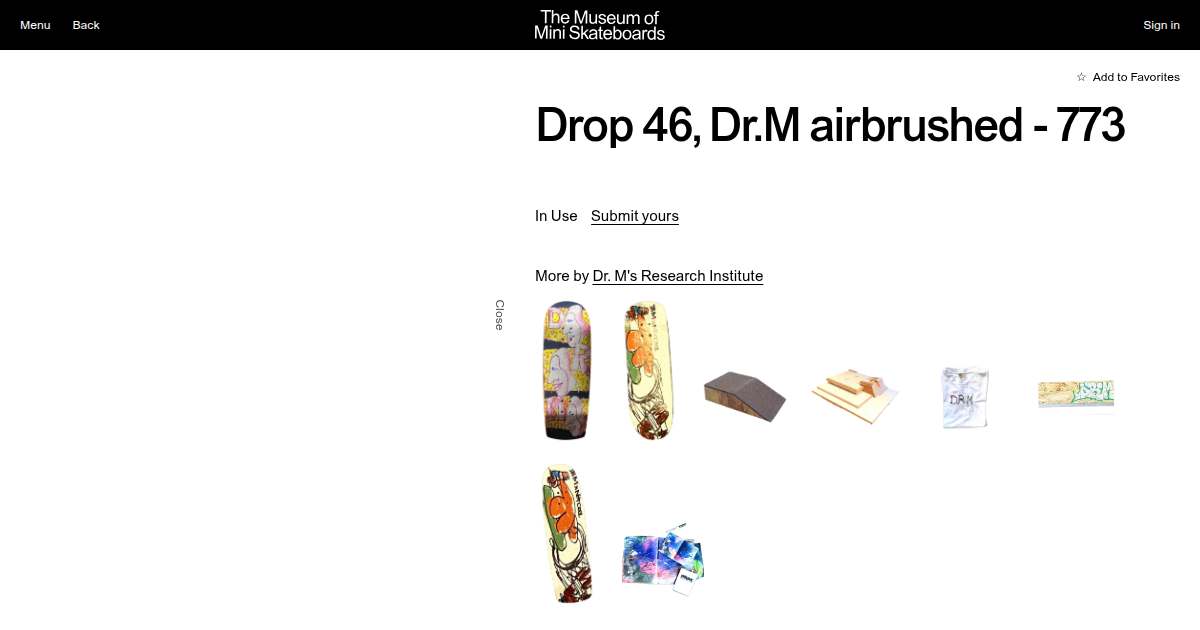 Menu Back
The Museum of
Mini Skateboards
Sign in
☆ Add to Favorites
Drop 46, Dr.M airbrushed - 773
In Use Submit yours
More by Dr. M's Research Institute
Close